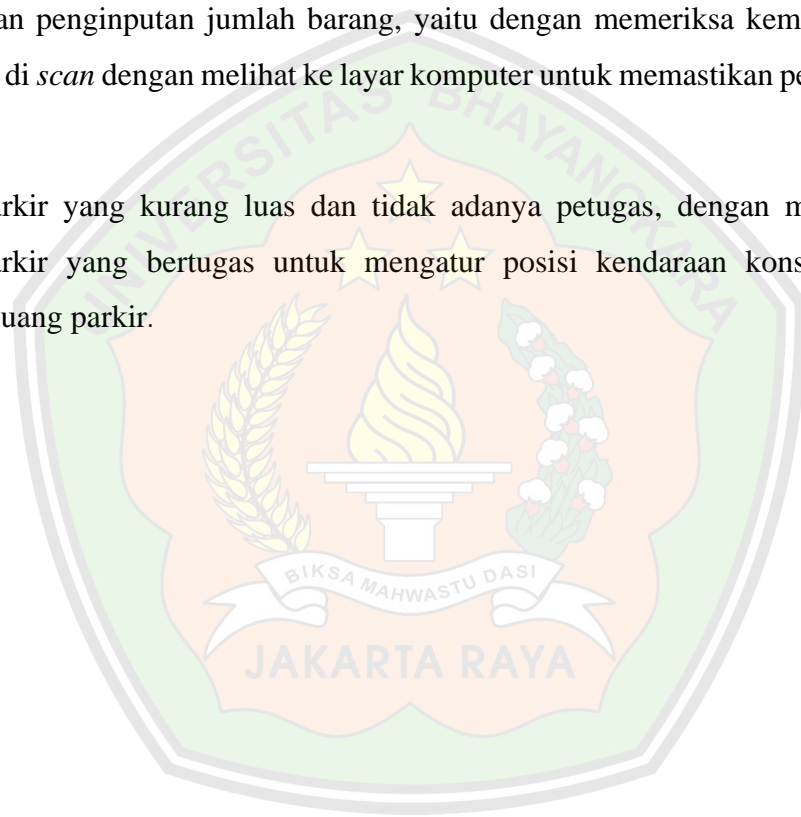 an penginputan jumlah barang, yaitu dengan memeriksa kem
di scan dengan melihat ke layar komputer untuk memastikan pe
arkir yang kurang luas dan tidak adanya petugas, dengan m
arkir yang bertugas untuk mengatur posisi kendaraan kons
uang parkir.
UNIVERSITAS BHAYANGKARA
BIKSA MAHWASTU DASI
JAKARTA RAYA